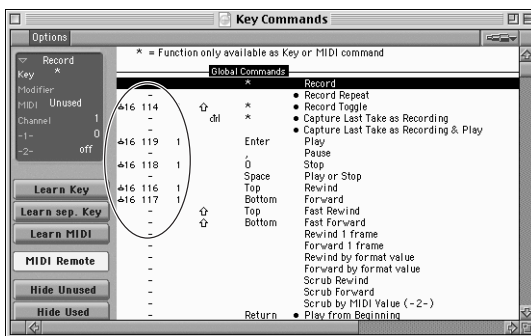 Key Commands
Options
* = Function only available as Key or MIDI command
Global Commands
Record
Key *
Modifier
MIDI Unused
Channel 1
-1- 0
-2- off
Learn Key
Learn sep. Key
Learn MIDI
MIDI Remote
Hide Unused
Hide Used
* Record
- • Record Repeat
16 114 ⇧ * • Record Toggle
- ctrl * • Capture Last Take as Recording
- • Capture Last Take as Recording & Play
16 119 1 Enter Play
- , Pause
16 118 1 0 Stop
- Space Play or Stop
16 116 1 Top Rewind
16 117 1 Bottom Forward
- ⇧ Top Fast Rewind
- ⇧ Bottom Fast Forward
- Rewind 1 frame
- Forward 1 frame
- Rewind by format value
- Forward by format value
- Scrub Rewind
- Scrub Forward
- Scrub by MIDI Value (-2-)
- Return • Play from Beginning